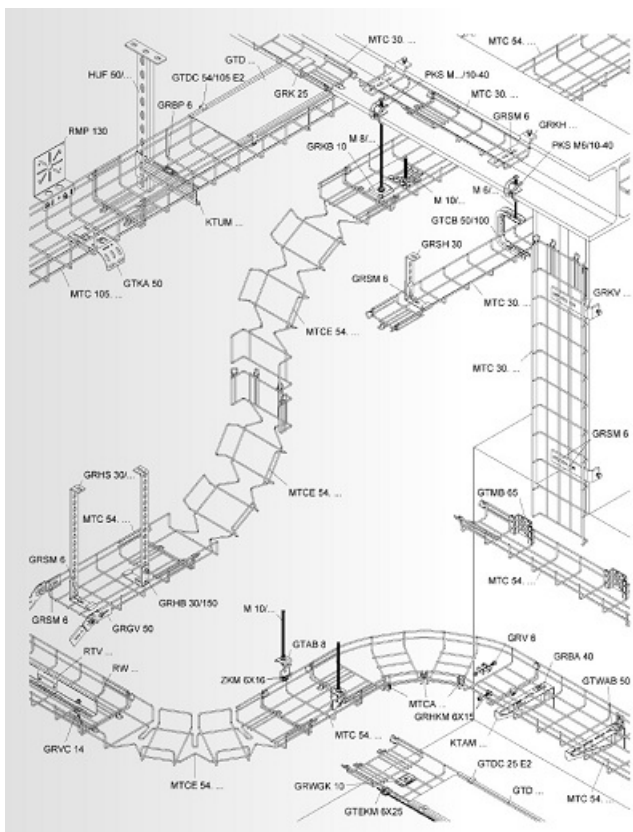 MTC 30. ...
MTC 54. ...
GTD ...
HUF 50/...
GTDC 54/105 E2
GRK 25
PKS M.../10-40
MTC 30. ...
GRBP 6
GRSM 6
GRKH ...
RMP 130
M 8/...
GRKB 10
PKS M6/10-40
M 10/...
M 6/...
KTUM ...
GTCB 50/100
GRSH 30
GTKA 50
GRSM 6
MTC 105. ...
MTC 30. ...
GRKV ...
MTCE 54. ...
MTC 30. ...
GRSM 6
GRHS 30/...
MTCE 54. ...
GTMB 65
MTC 54. ...
GRSM 6
MTC 54. ...
GRSM 6
GRHB 30/150
M 10/...
GRGV 50
GTAB 8
GRV 6
RTV ...
GRBA 40
ZKM 6X16
RW ...
GTWAB 50
MTCA ...
GRHKM 6X15
MTC 54. ...
KTAM ...
GRVC 14
GTDC 25 E2
MTCE 54. ...
GRWGK 10
GTD ...
MTC 54. ...
GTEKM 6X25